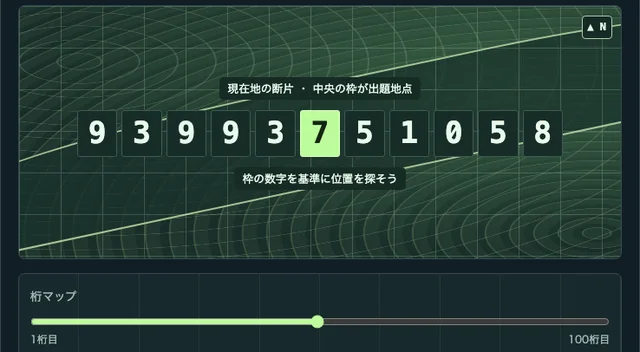 ▲ N
現在地の断片 ・ 中央の枠が出題地点
9 3 9 9 3 7 5 1 0 5 8
枠の数字を基準に位置を探そう
桁マップ
1桁目 100桁目